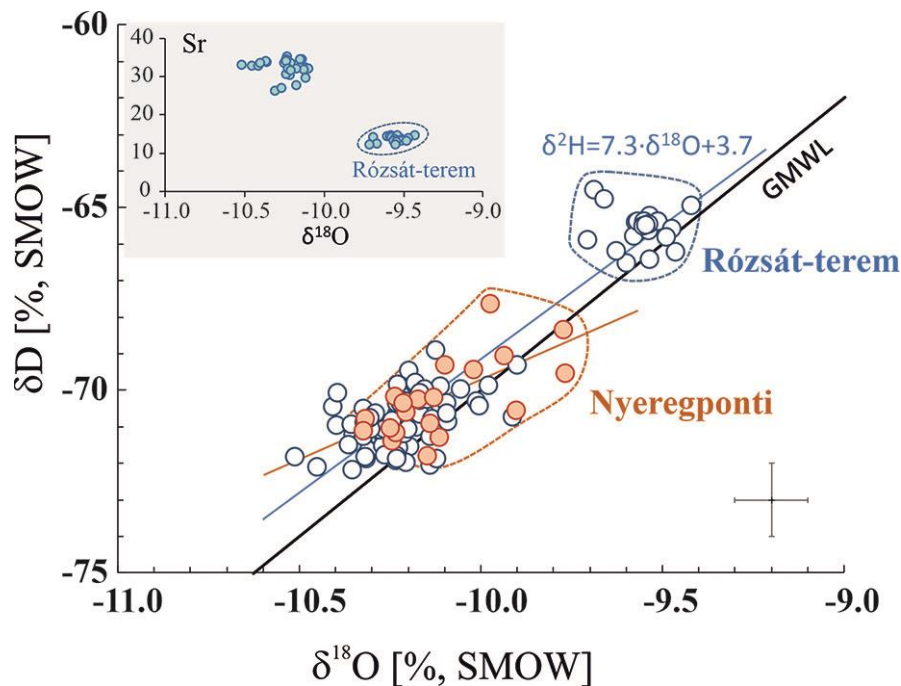 -60
-65
-70
-75
δD [%, SMOW]
40
30
20
10
0
Sr
Rózsát-terem
-11.0 -10.5 -10.0 -9.5 -9.0
δ¹⁸O
δ²H=7.3·δ¹⁸O+3.7
GMWL
Rózsát-terem
Nyeregponti
-11.0 -10.5 -10.0 -9.5 -9.0
δ¹⁸O [%, SMOW]